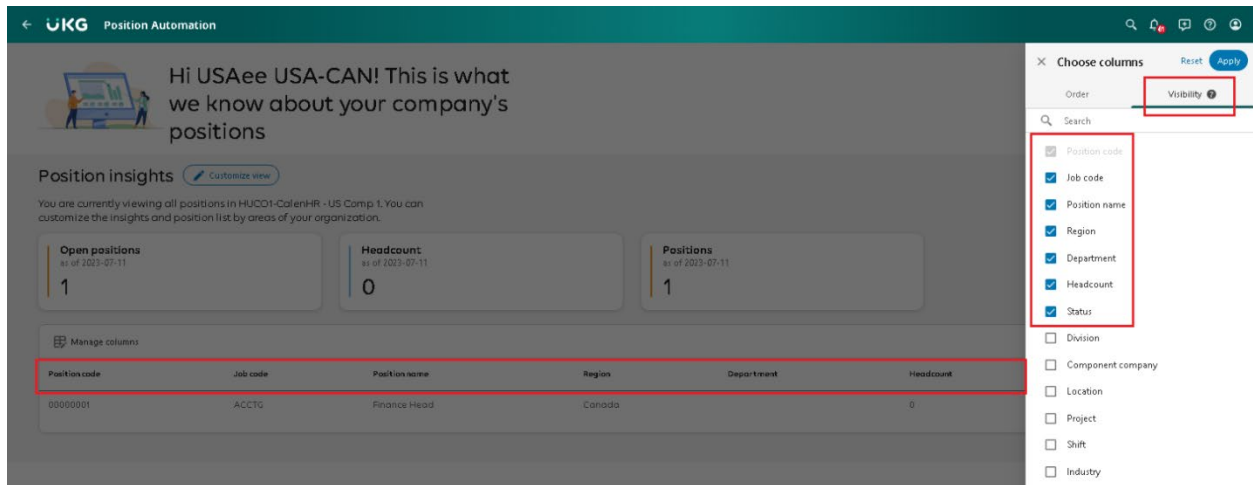 UKG Position Automation
Hi USAee USA-CAN! This is what
we know about your company's
positions
Position insights
Customize view
You are currently viewing all positions in HUCO1-CalenHR - US Comp 1. You can
customize the insights and position list by areas of your organization.
Open positions
as of 2023-07-11
1
Headcount
as of 2023-07-11
0
Positions
as of 2023-07-11
1
Manage columns
Position code Job code Position name Region Department Headcount
00000001 ACCTG Finance Head Canada 0
Choose columns Reset Apply
Order Visibility
Search
Position code
Job code
Position name
Region
Department
Headcount
Status
Division
Component company
Location
Project
Shift
Industry